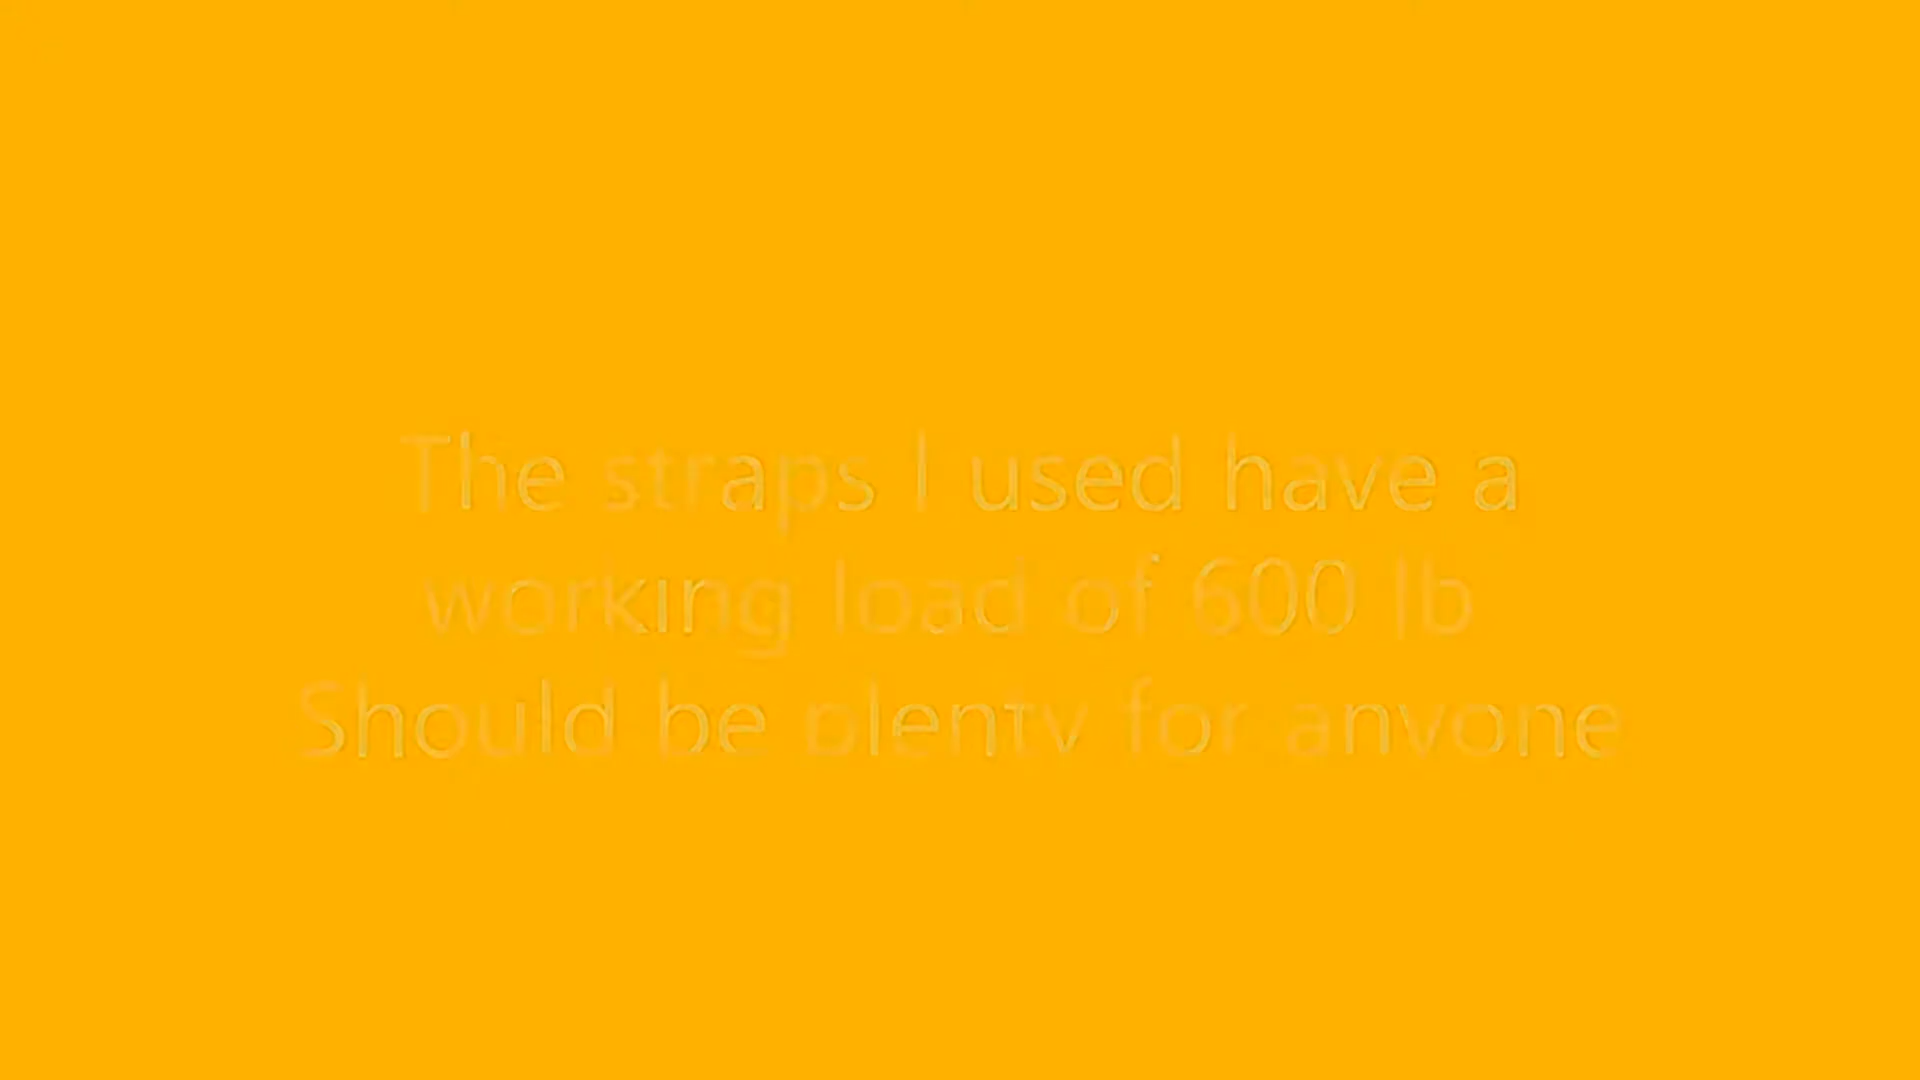 The straps I used have a
working load of 600 lb
Should be plenty for anyone